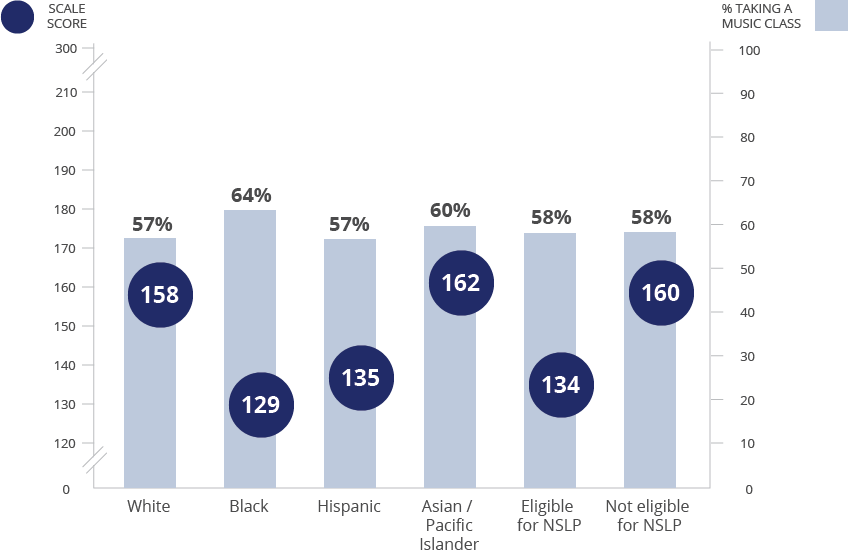 SCALE
SCORE
% TAKING A
MUSIC CLASS
300
210
200
190
180
170
160
150
140
130
120
0
100
90
80
70
60
50
40
30
20
10
0
57%
64%
57%
60%
58%
58%
158
129
135
162
134
160
White
Black
Hispanic
Asian /
Pacific
Islander
Eligible
for NSLP
Not eligible
for NSLP